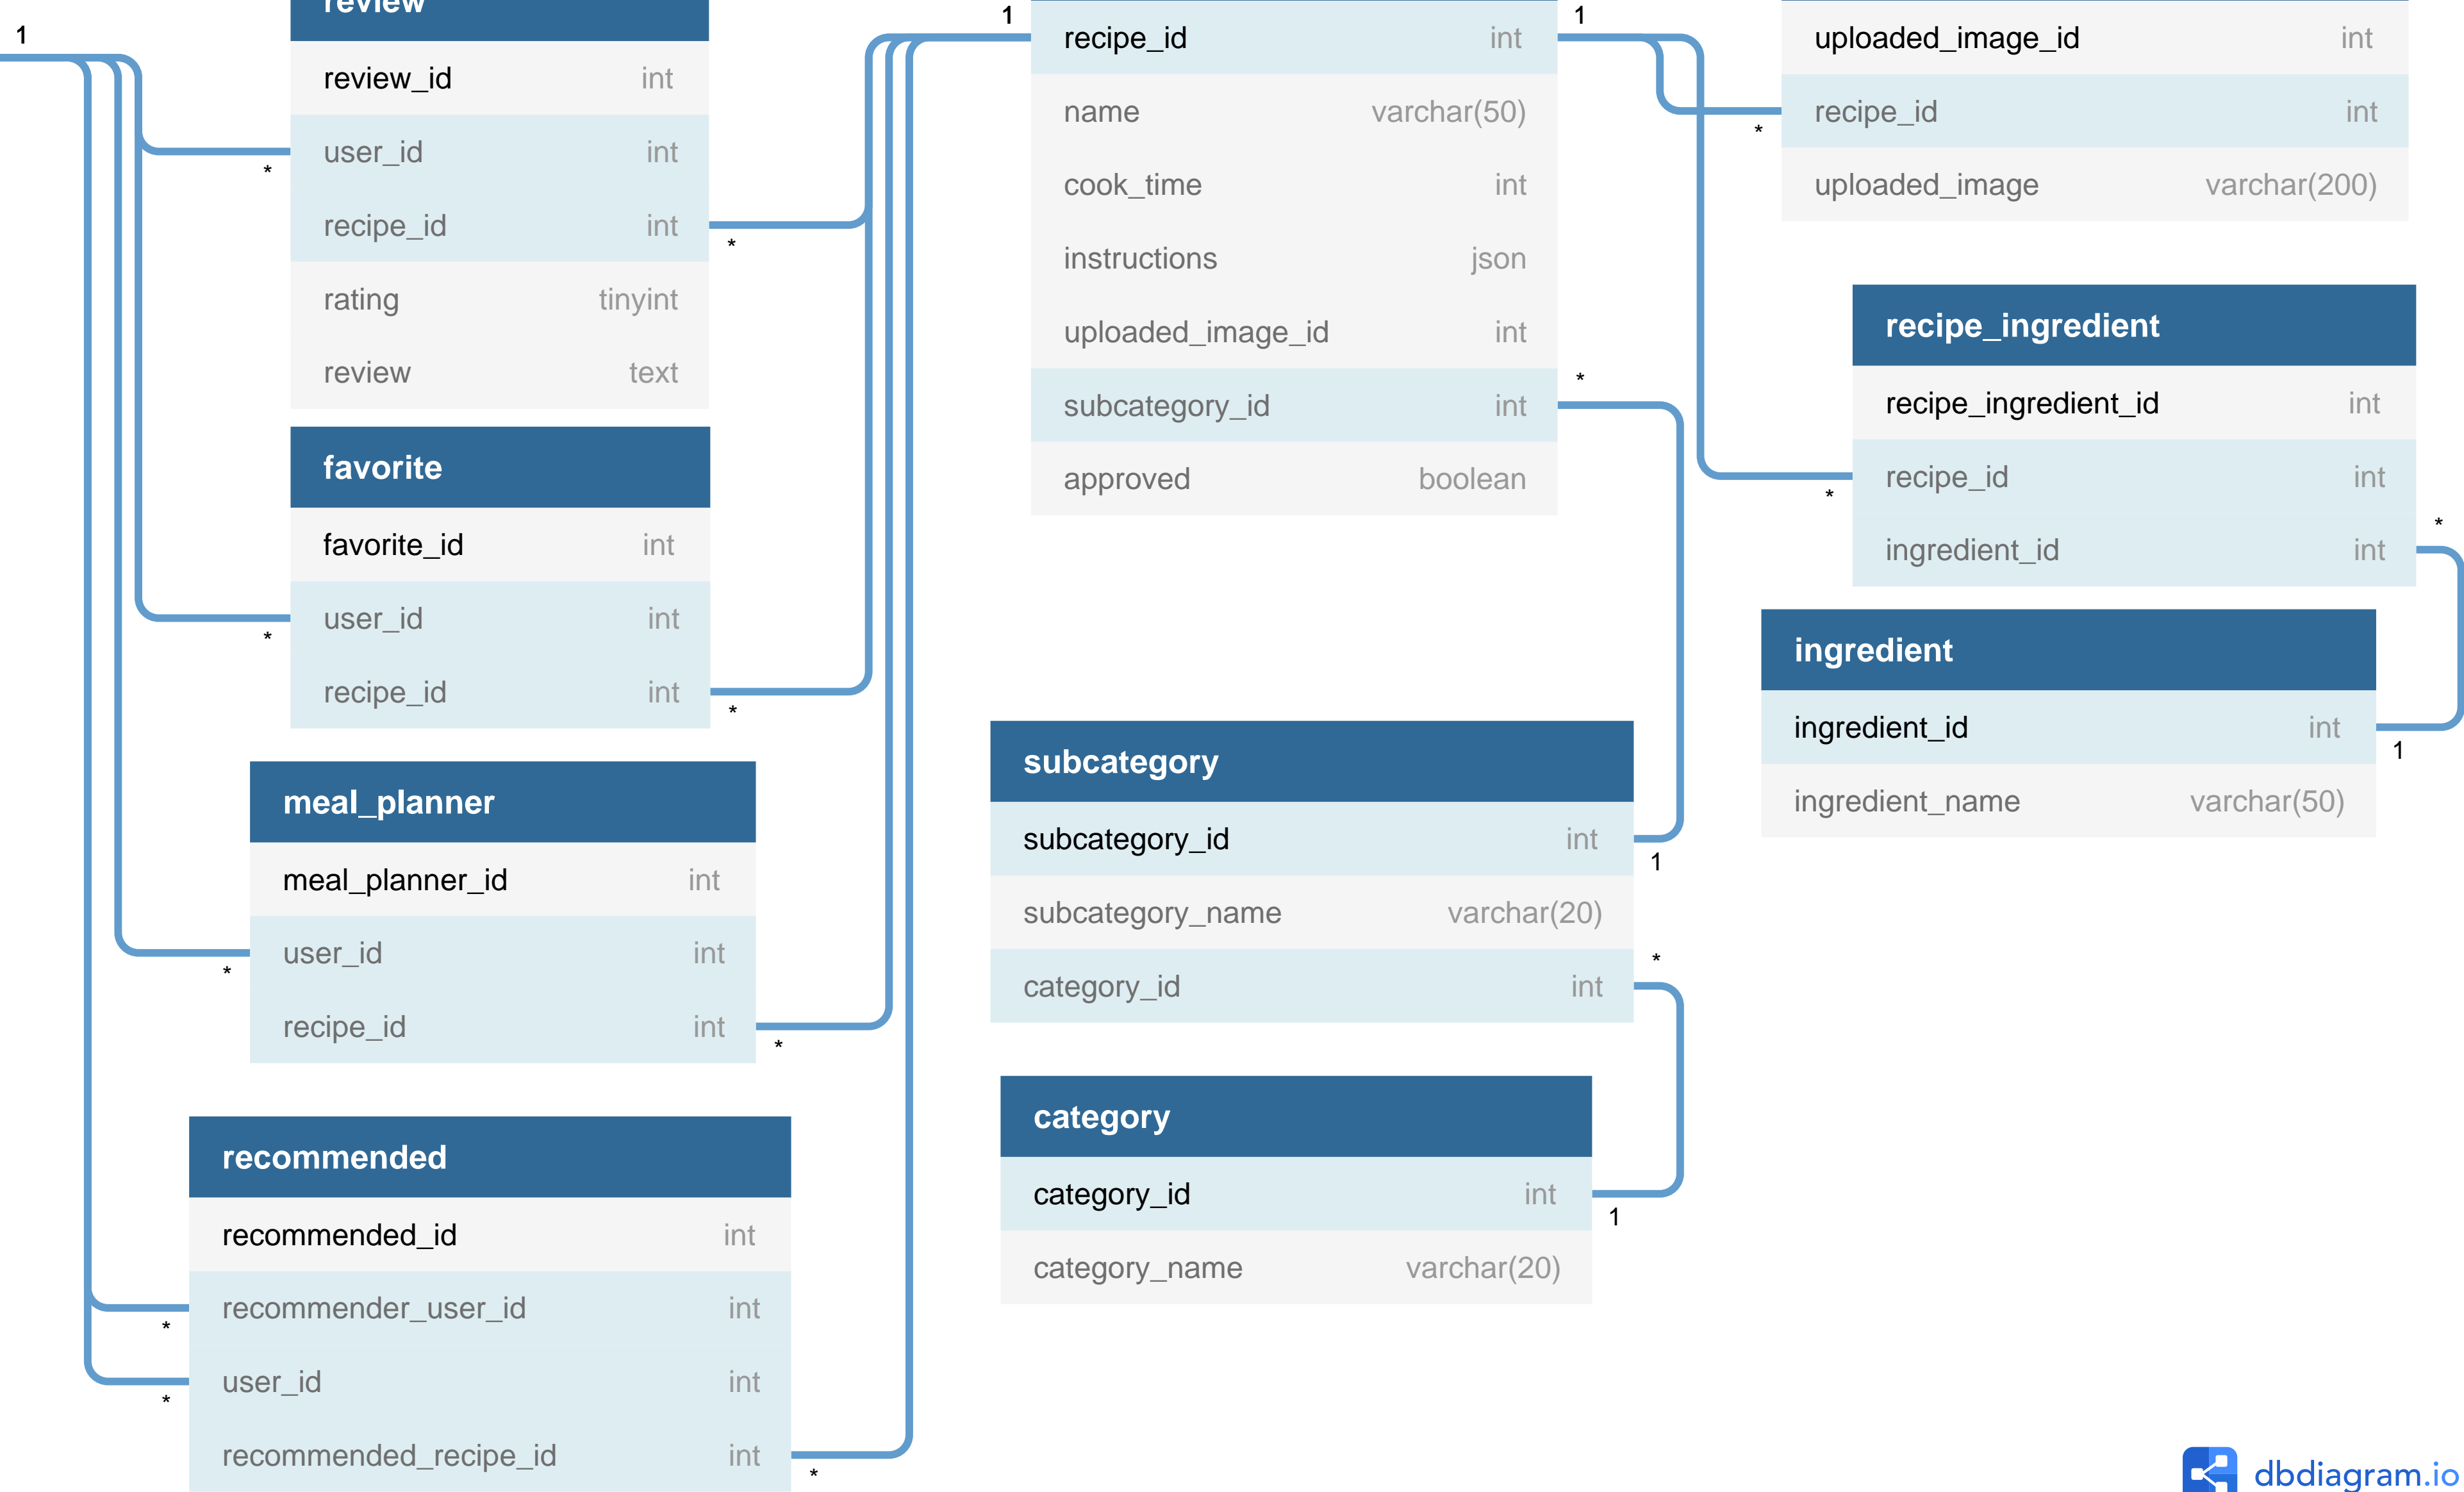 review
1
review_id int
user_id int
*
recipe_id int
*
rating tinyint
review text
favorite
favorite_id int
user_id int
*
recipe_id int
*
meal_planner
meal_planner_id int
user_id int
*
recipe_id int
*
recommended
recommended_id int
recommender_user_id int
*
user_id int
*
recommended_recipe_id int
*
1
1
recipe_id int
name varchar(50)
cook_time int
instructions json
uploaded_image_id int
*
subcategory_id int
approved boolean
subcategory
subcategory_id int
1
subcategory_name varchar(20)
*
category_id int
category
category_id int
1
category_name varchar(20)
uploaded_image_id int
recipe_id int
*
uploaded_image varchar(200)
recipe_ingredient
recipe_ingredient_id int
recipe_id int
*
*
ingredient_id int
ingredient
ingredient_id int
1
ingredient_name varchar(50)
dbdiagram.io